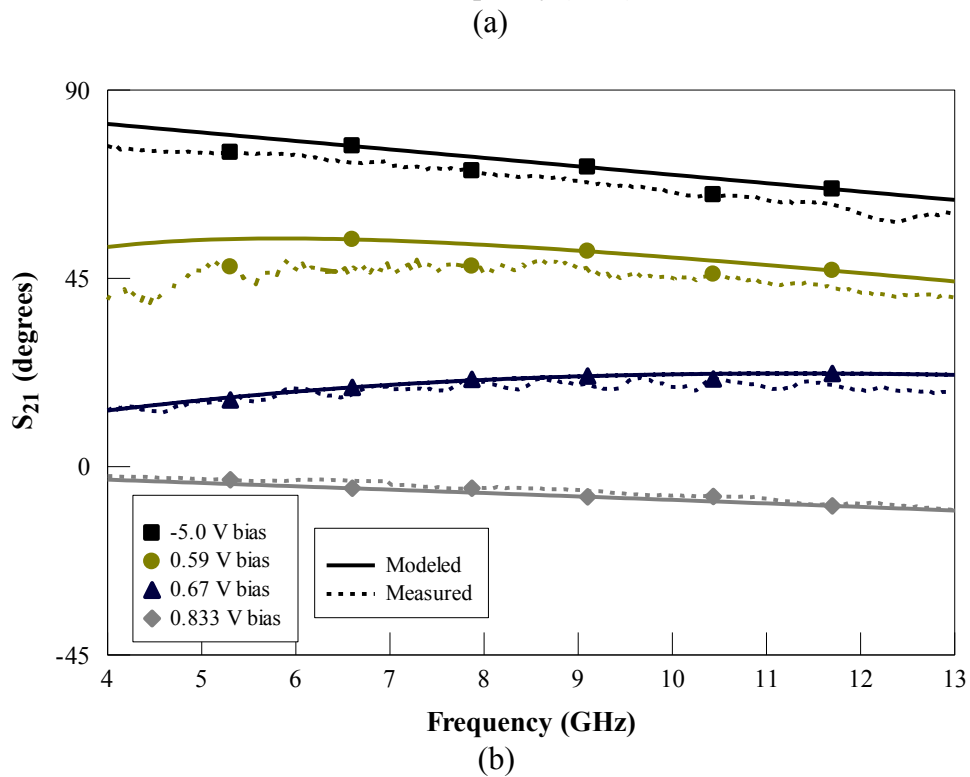 (a)
90
45
0
-45
S21 (degrees)
-5.0 V bias
0.59 V bias
0.67 V bias
0.833 V bias
Modeled
Measured
4 5 6 7 8 9 10 11 12 13
Frequency (GHz)
(b)